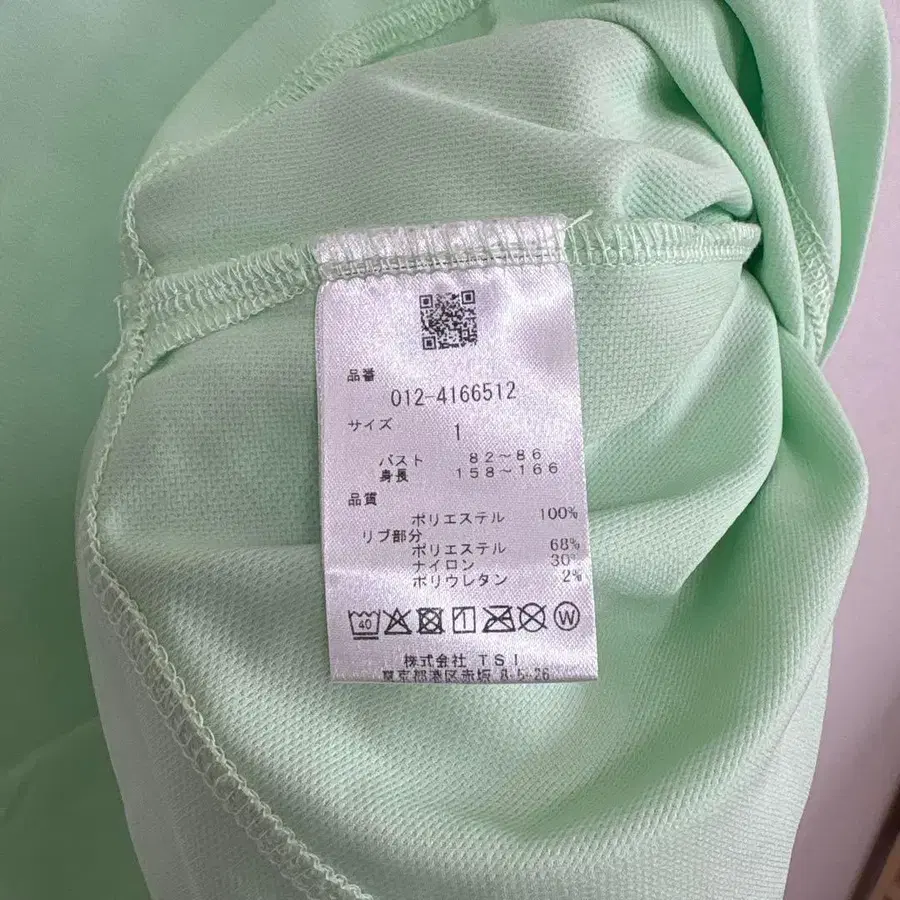 品番
012-4166512
サイズ
1
バスト 82~86
身長 158~166
品質
ポリエステル 100%
リブ部分
ポリエステル 68%
ナイロン 30%
ポリウレタン 2%
40 W
株式会社 TSI
東京都港区赤坂 8-5-26